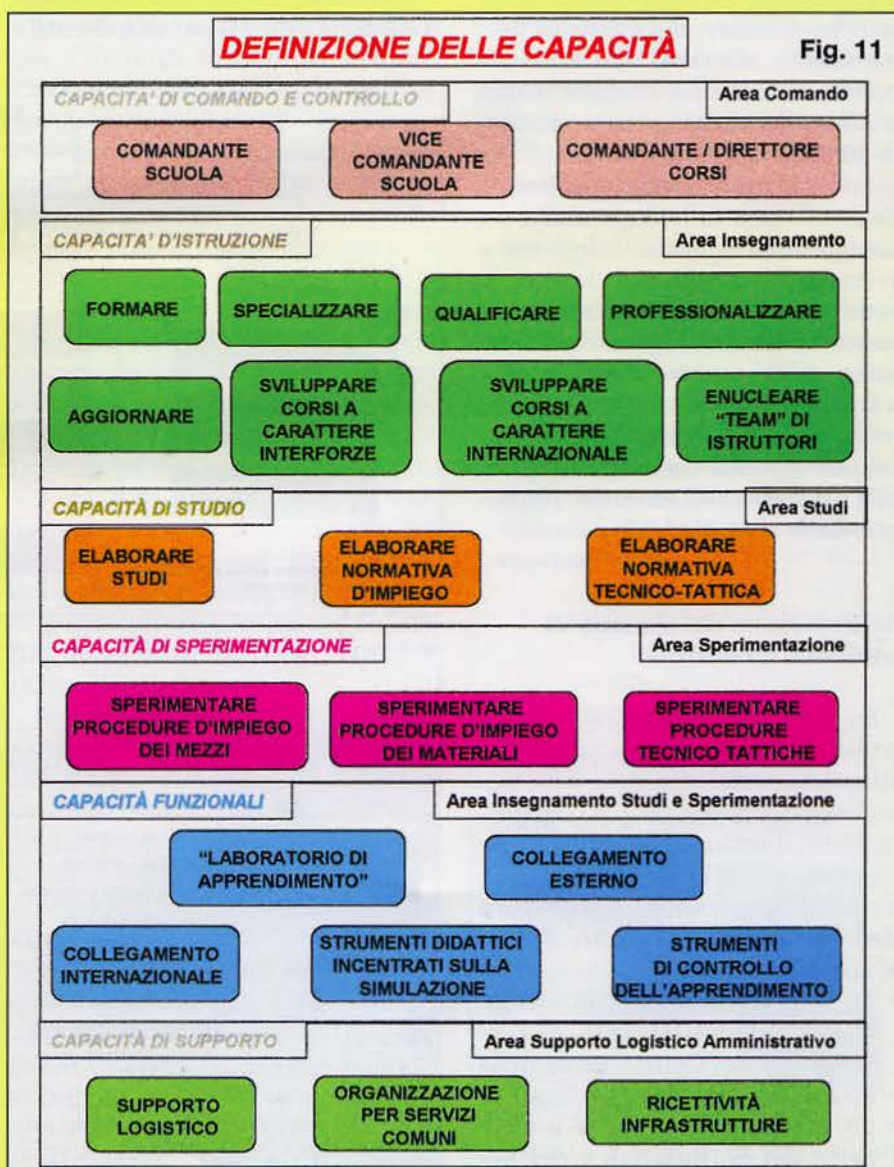 DEFINIZIONE DELLE CAPACITÀ
Fig. 11
CAPACITA' DI COMANDO E CONTROLLO
Area Comando
COMANDANTE
SCUOLA
VICE
COMANDANTE
SCUOLA
COMANDANTE / DIRETTORE
CORSI
CAPACITA' D'ISTRUZIONE
Area Insegnamento
FORMARE
SPECIALIZZARE
QUALIFICARE
PROFESSIONALIZZARE
AGGIORNARE
SVILUPPARE
CORSI A
CARATTERE
INTERFORZE
SVILUPPARE
CORSI A
CARATTERE
INTERNAZIONALE
ENUCLEARE
"TEAM" DI
ISTRUTTORI
CAPACITÀ DI STUDIO
Area Studi
ELABORARE
STUDI
ELABORARE
NORMATIVA
D'IMPIEGO
ELABORARE
NORMATIVA
TECNICO-TATTICA
CAPACITÀ DI SPERIMENTAZIONE
Area Sperimentazione
SPERIMENTARE
PROCEDURE D'IMPIEGO
DEI MEZZI
SPERIMENTARE
PROCEDURE D'IMPIEGO
DEI MATERIALI
SPERIMENTARE
PROCEDURE
TECNICO TATTICHE
CAPACITÀ FUNZIONALI
Area Insegnamento Studi e Sperimentazione
"LABORATORIO DI
APPRENDIMENTO"
COLLEGAMENTO
ESTERNO
COLLEGAMENTO
INTERNAZIONALE
STRUMENTI DIDATTICI
INCENTRATI SULLA
SIMULAZIONE
STRUMENTI
DI CONTROLLO
DELL'APPRENDIMENTO
CAPACITÀ DI SUPPORTO
Area Supporto Logistico Amministrativo
SUPPORTO
LOGISTICO
ORGANIZZAZIONE
PER SERVIZI
COMUNI
RICETTIVITÀ
INFRASTRUTTURE